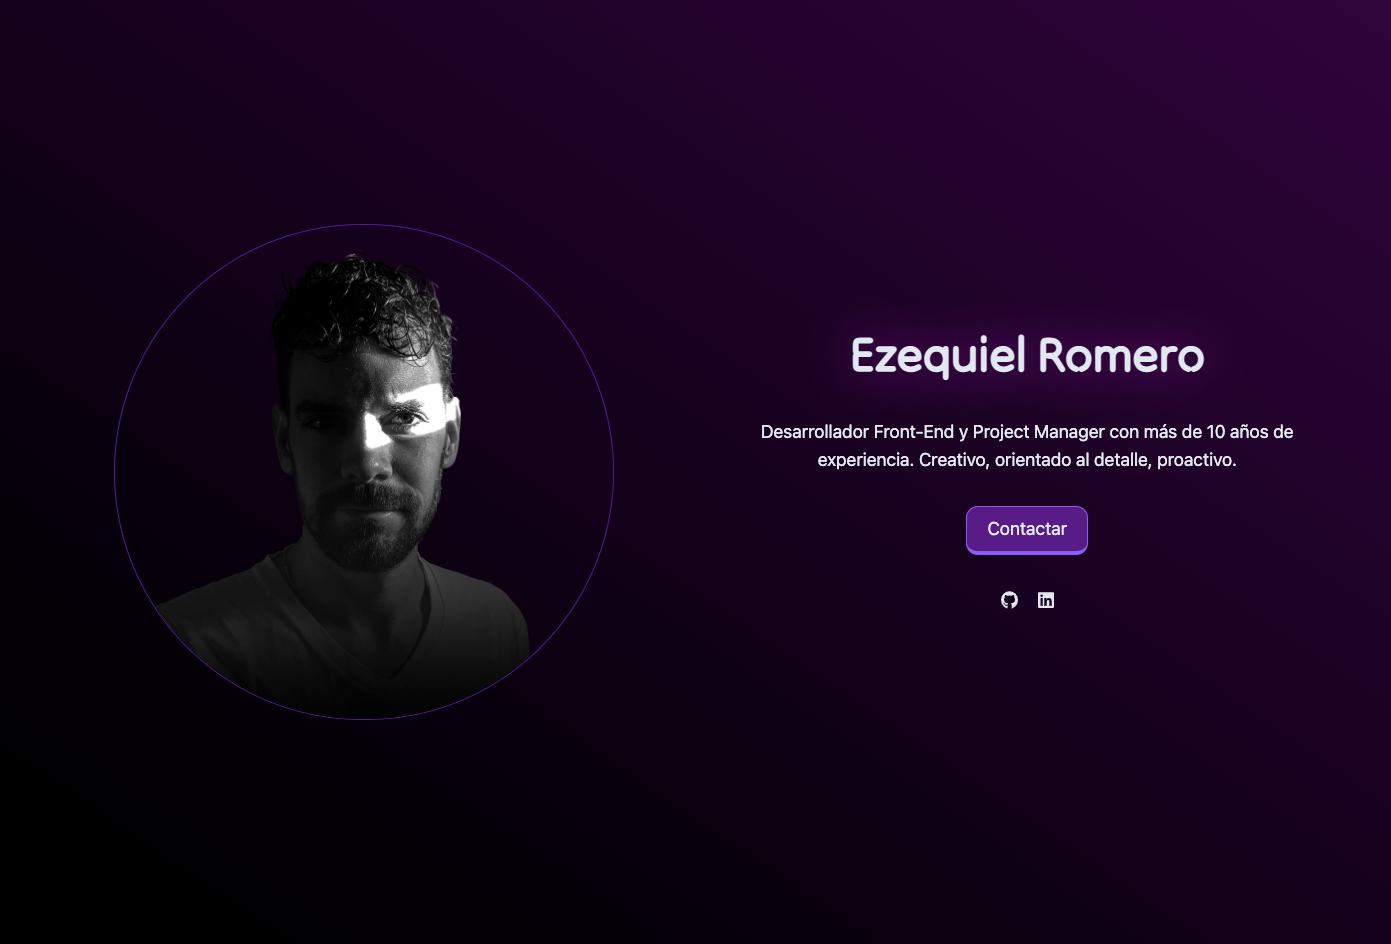 Ezequiel Romero
Desarrollador Front-End y Project Manager con más de 10 años de
experiencia. Creativo, orientado al detalle, proactivo.
Contactar